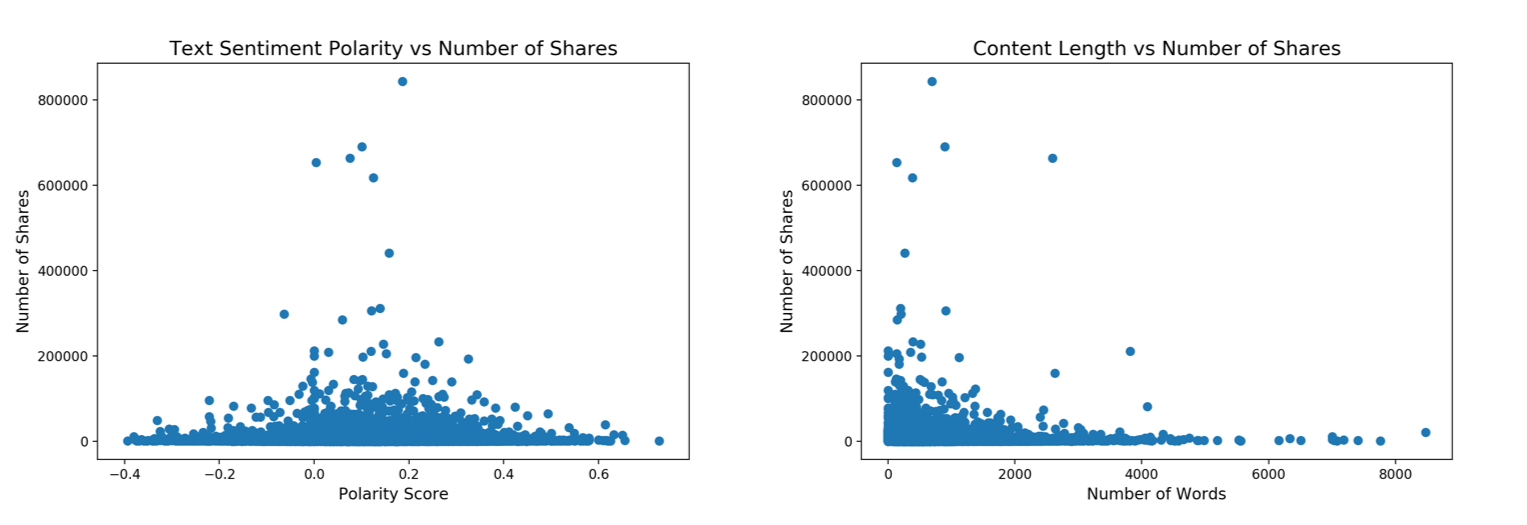 Text Sentiment Polarity vs Number of Shares
800000
600000
400000
200000
0
Number of Shares
−0.4 −0.2 0.0 0.2 0.4 0.6
Polarity Score
Content Length vs Number of Shares
800000
600000
400000
200000
0
Number of Shares
0 2000 4000 6000 8000
Number of Words